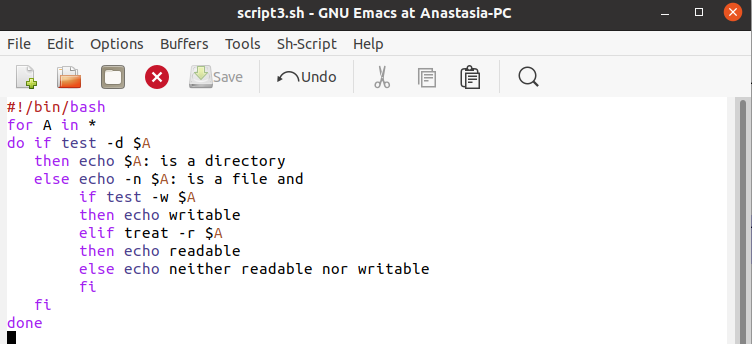 script3.sh - GNU Emacs at Anastasia-PC
File Edit Options Buffers Tools Sh-Script Help
Save Undo
#!/bin/bash
for A in *
do if test -d $A
   then echo $A: is a directory
   else echo -n $A: is a file and
        if test -w $A
        then echo writable
        elif treat -r $A
        then echo readable
        else echo neither readable nor writable
        fi
   fi
done